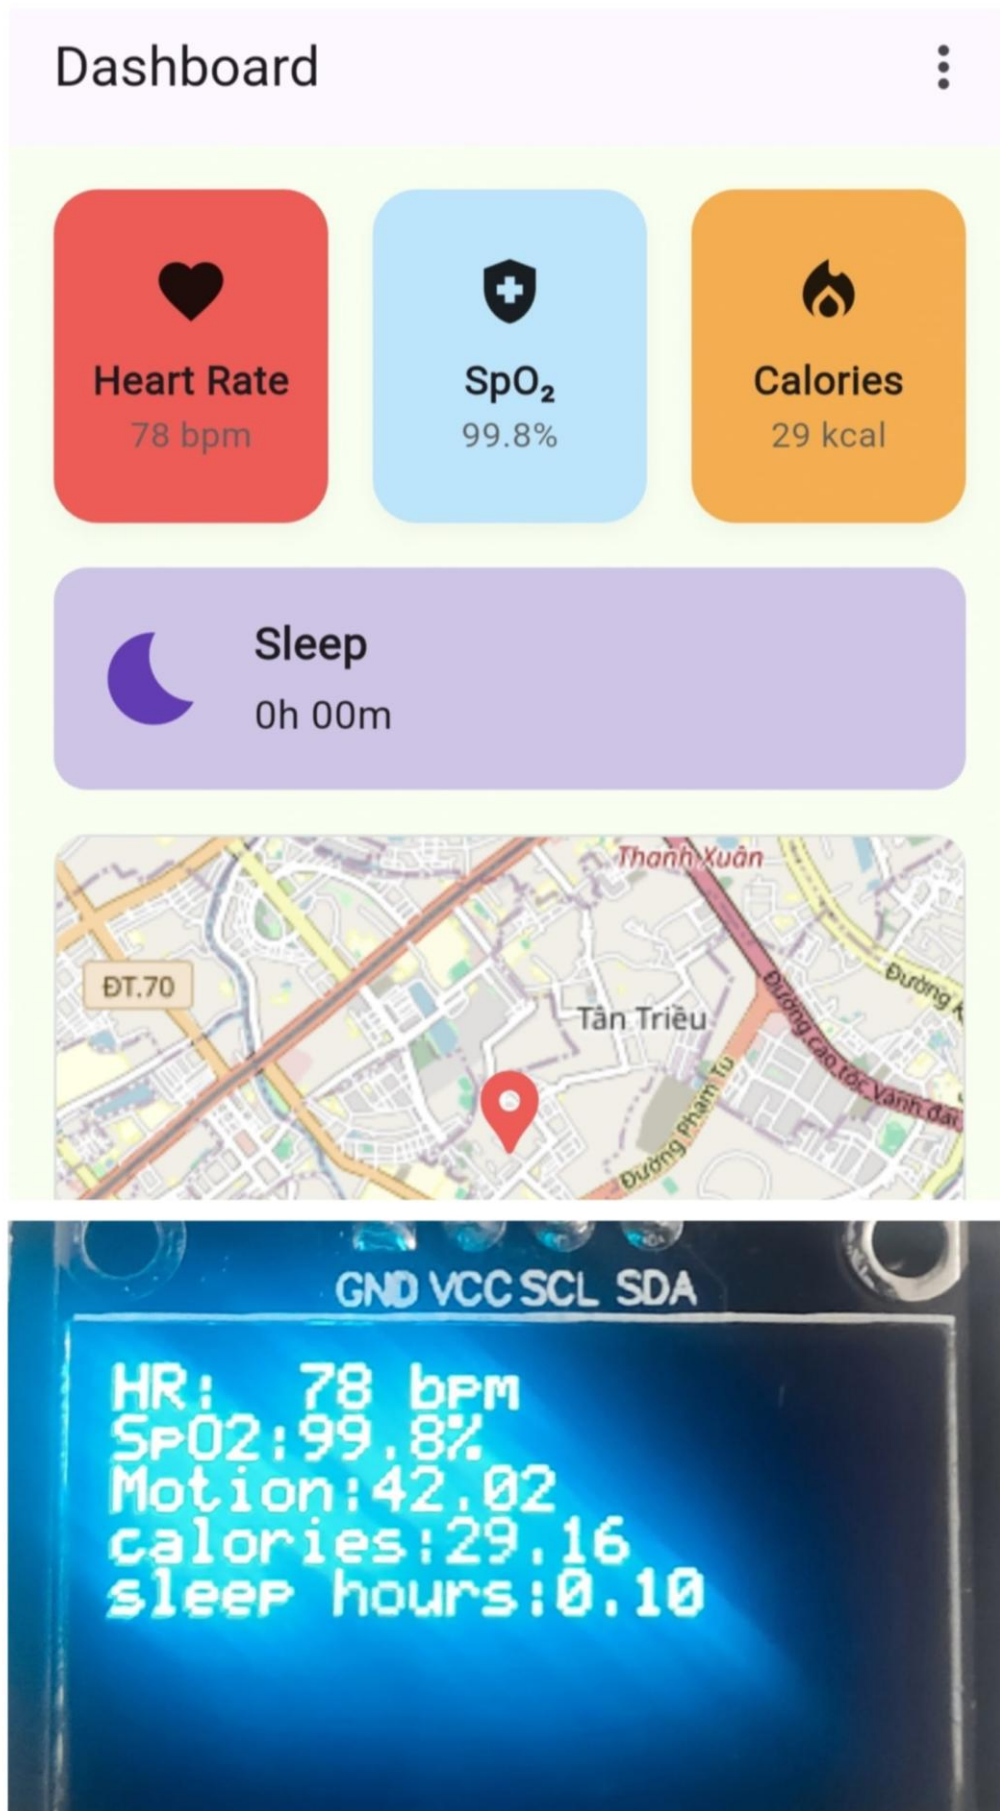 Dashboard
Heart Rate
78 bpm
SpO₂
99.8%
Calories
29 kcal
Sleep
0h 00m
Thanh Xuân
ĐT.70
Đường
Tân Triều
Đường cao tốc Vành đai
Đường Phạm Tu
GND VCC SCL SDA
HR: 78 bpm
SpO2:99.8%
Motion:42.02
calories:29.16
sleep hours:0.10